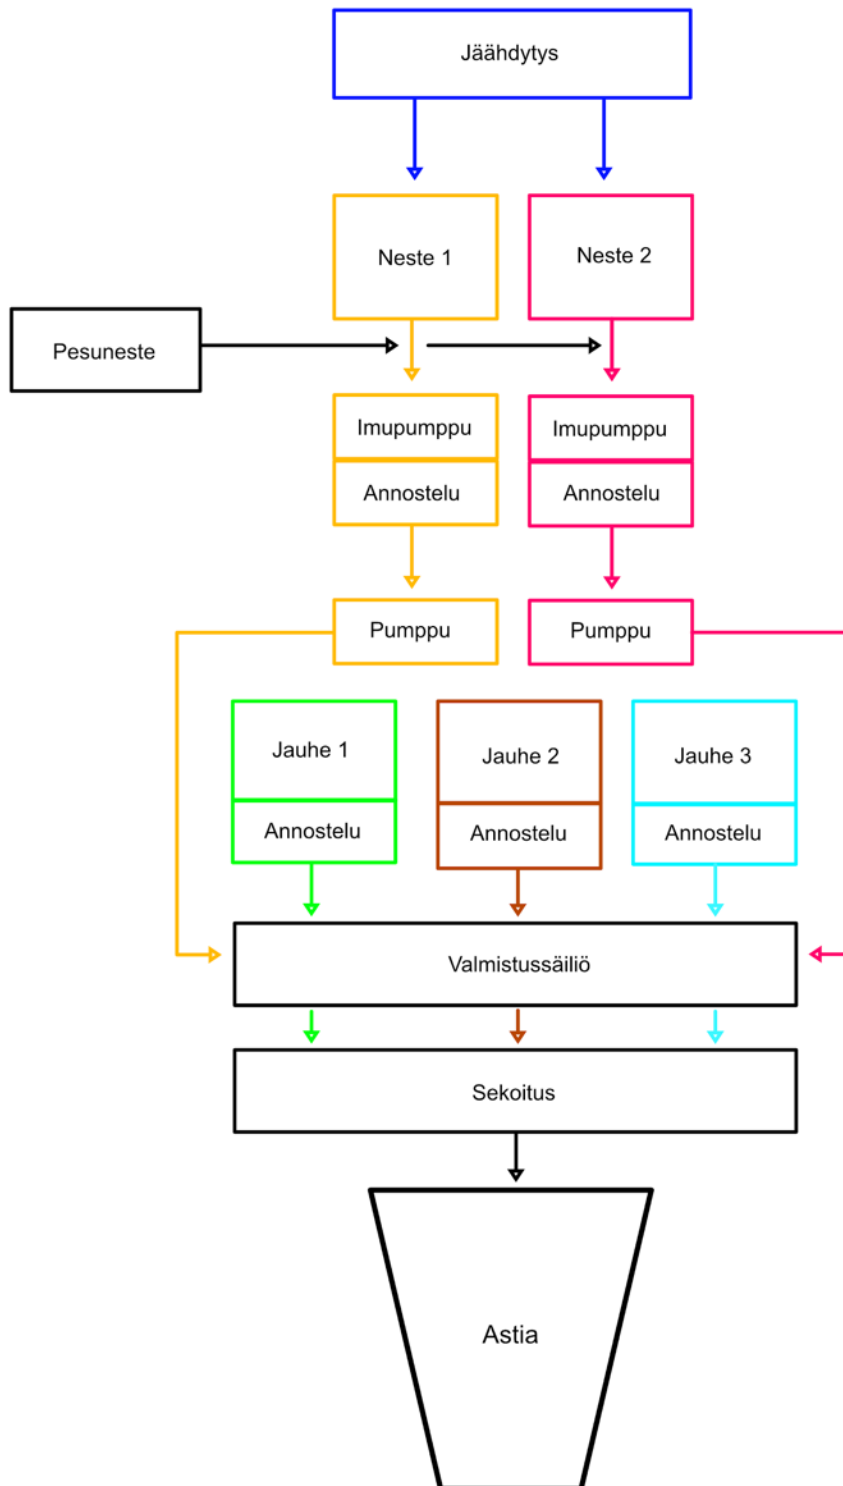 Jäähdytys
Neste 1
Neste 2
Pesuneste
Imupumppu
Imupumppu
Annostelu
Annostelu
Pumppu
Pumppu
Jauhe 1
Jauhe 2
Jauhe 3
Annostelu
Annostelu
Annostelu
Valmistussäiliö
Sekoitus
Astia